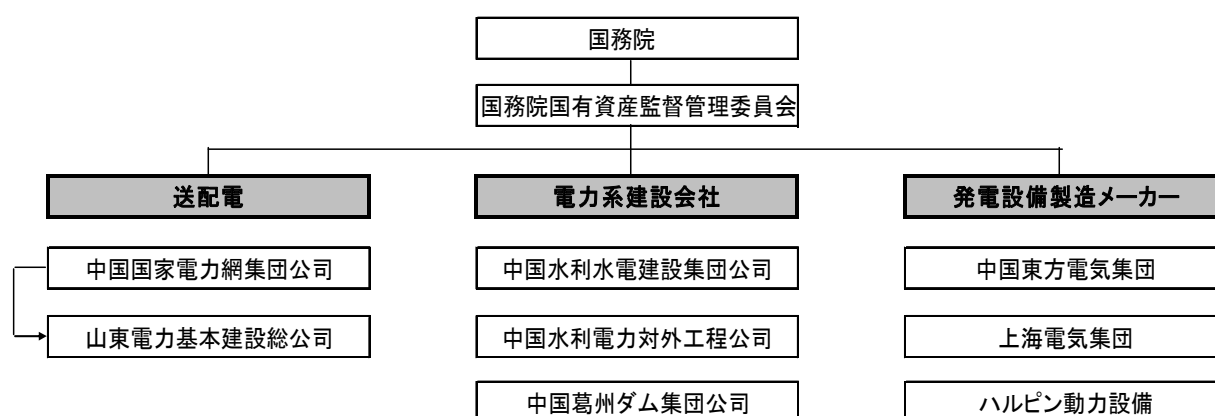 国務院
国務院国有資産監督管理委員会
送配電
電力系建設会社
発電設備製造メーカー
中国国家電力網集団公司
中国水利水電建設集団公司
中国東方電気集団
山東電力基本建設総公司
中国水利電力対外工程公司
上海電気集団
中国葛州ダム集団公司
ハルピン動力設備